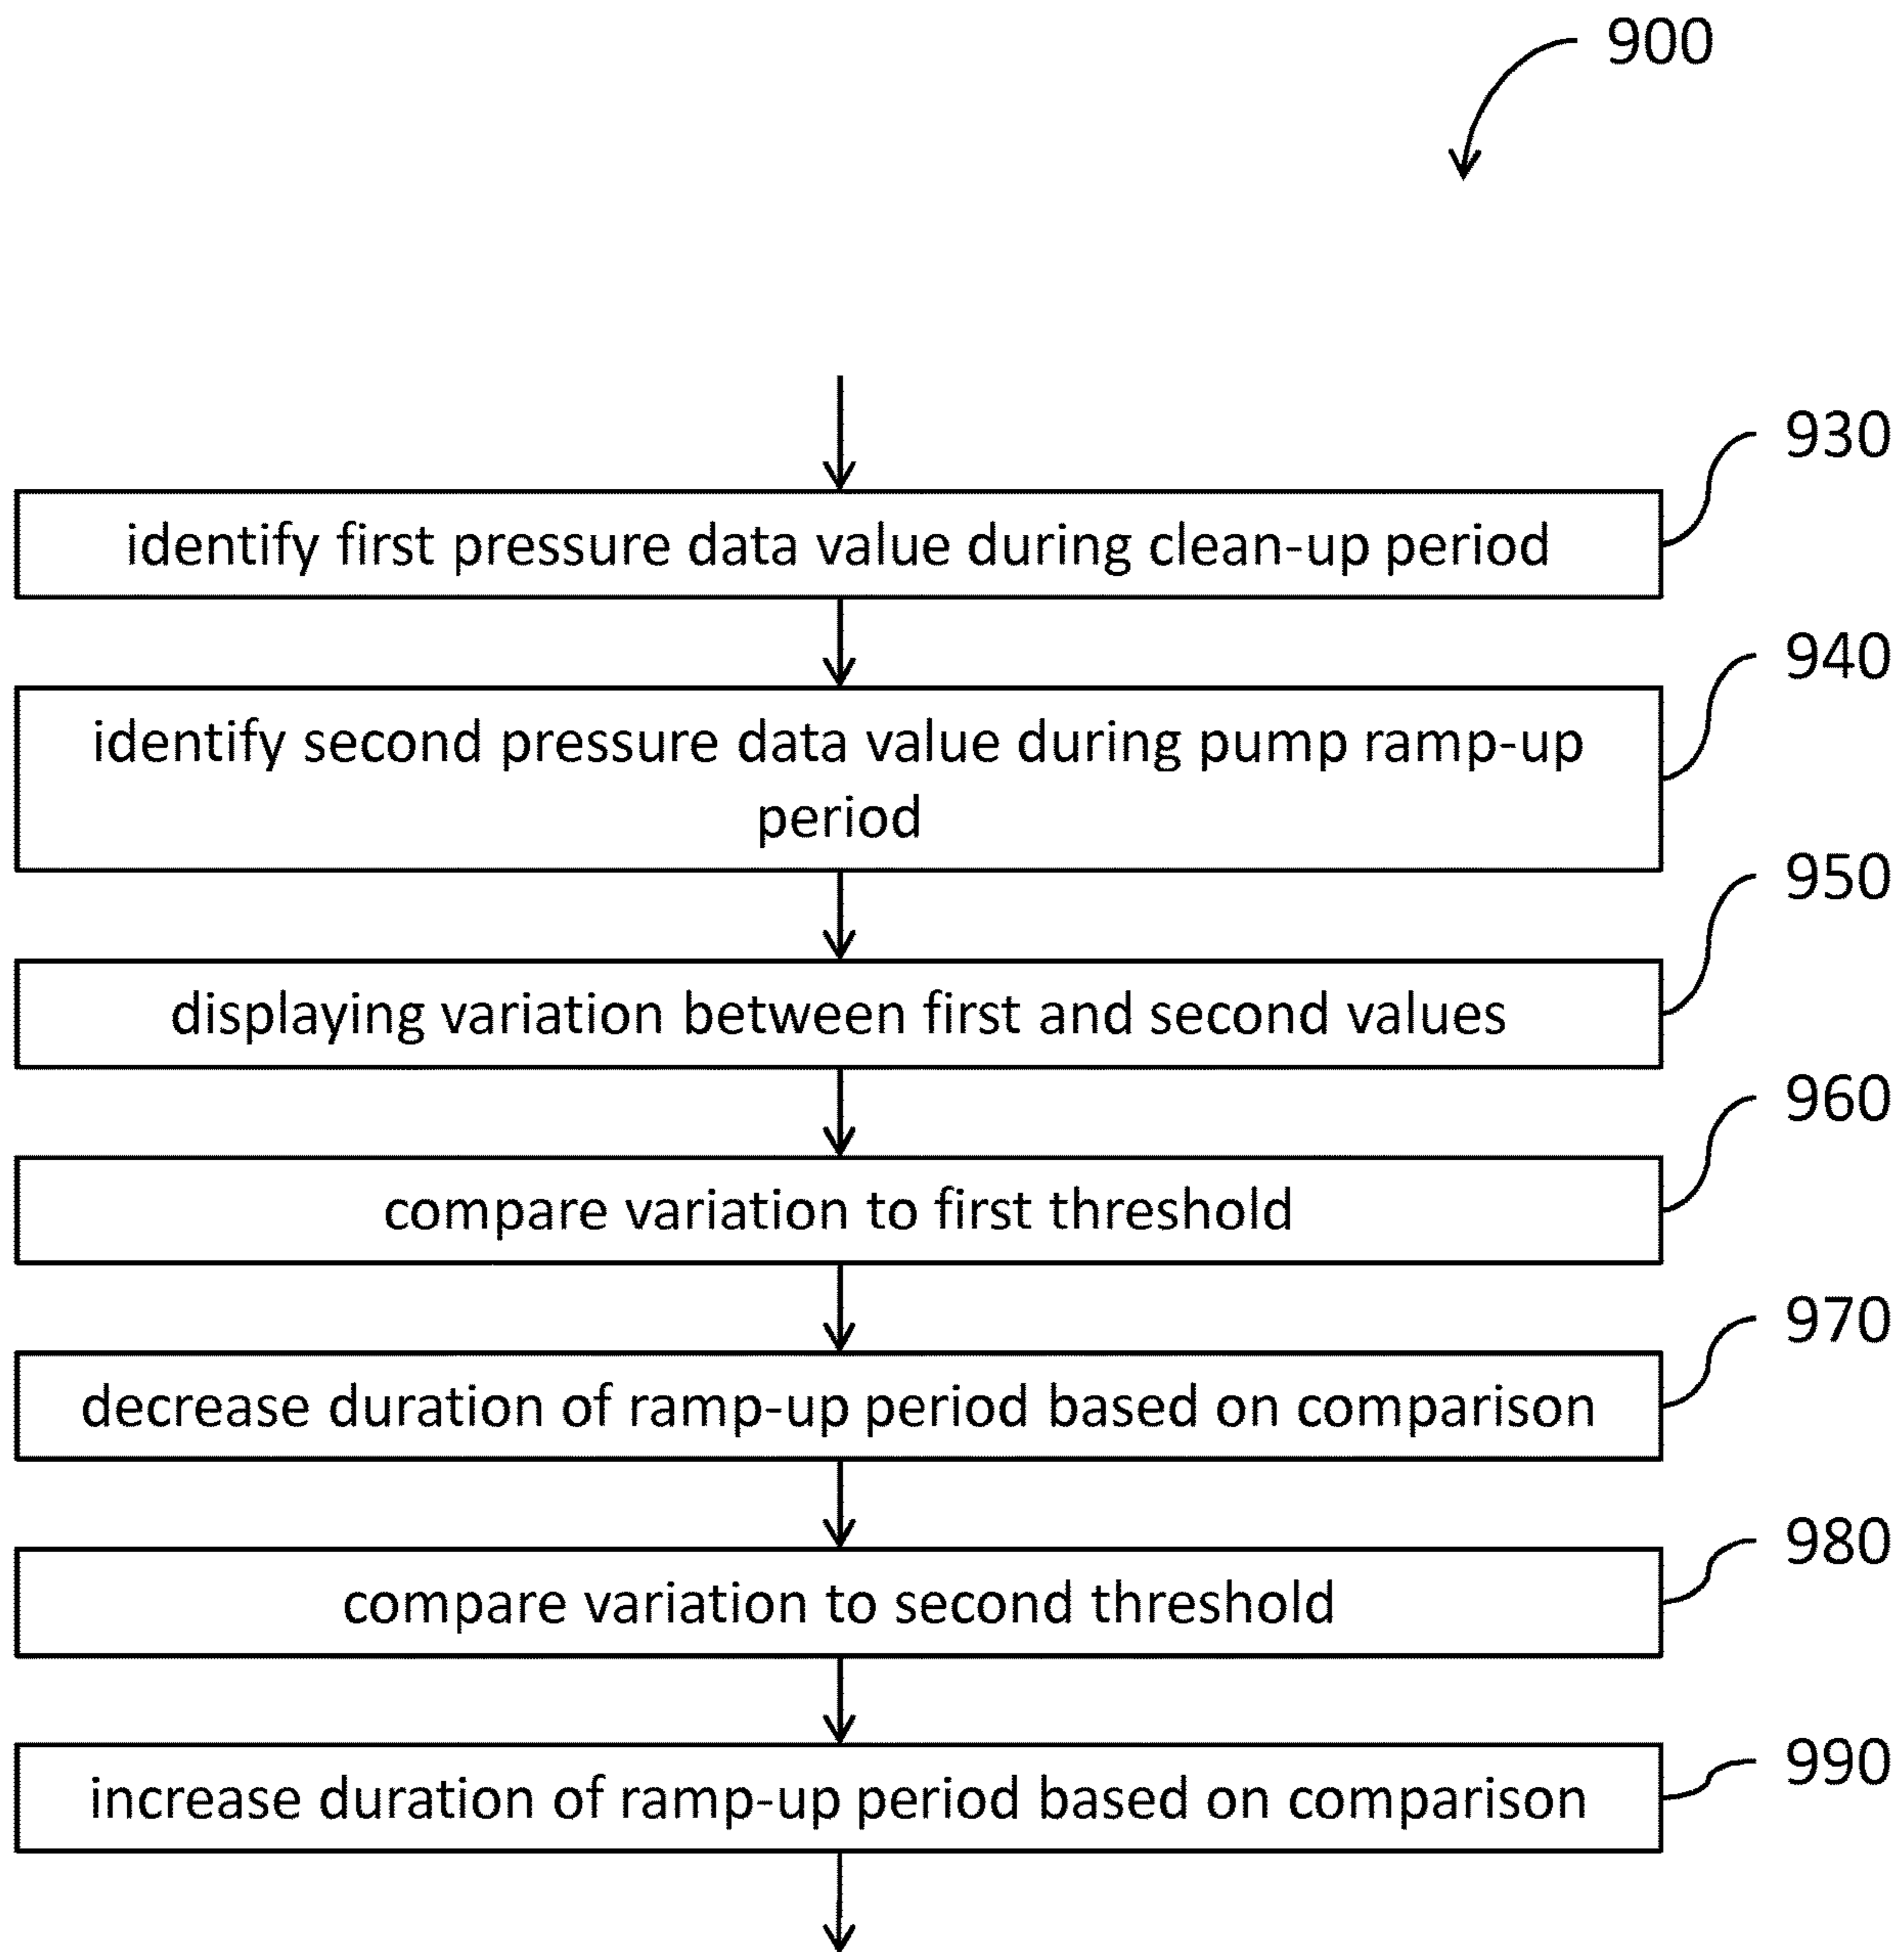 900
930
identify first pressure data value during clean-up period
940
identify second pressure data value during pump ramp-up
period
950
displaying variation between first and second values
960
compare variation to first threshold
970
decrease duration of ramp-up period based on comparison
980
compare variation to second threshold
990
increase duration of ramp-up period based on comparison